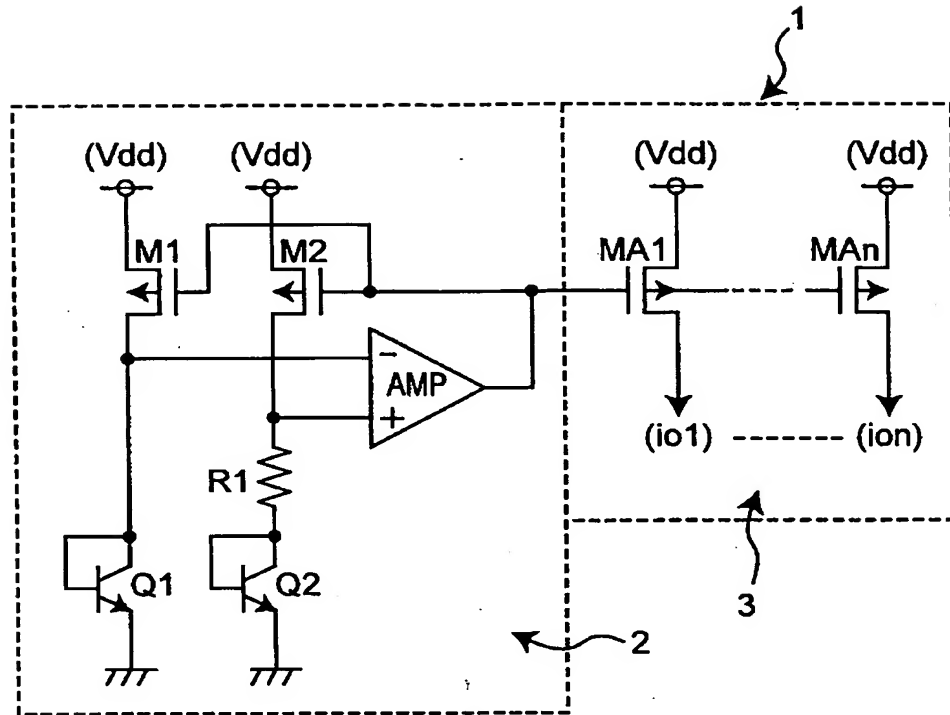 1
(Vdd) (Vdd) (Vdd) (Vdd)
M1 M2 MA1 MAn
-
AMP
+
(io1) (ion)
R1
Q1 Q2
3
2